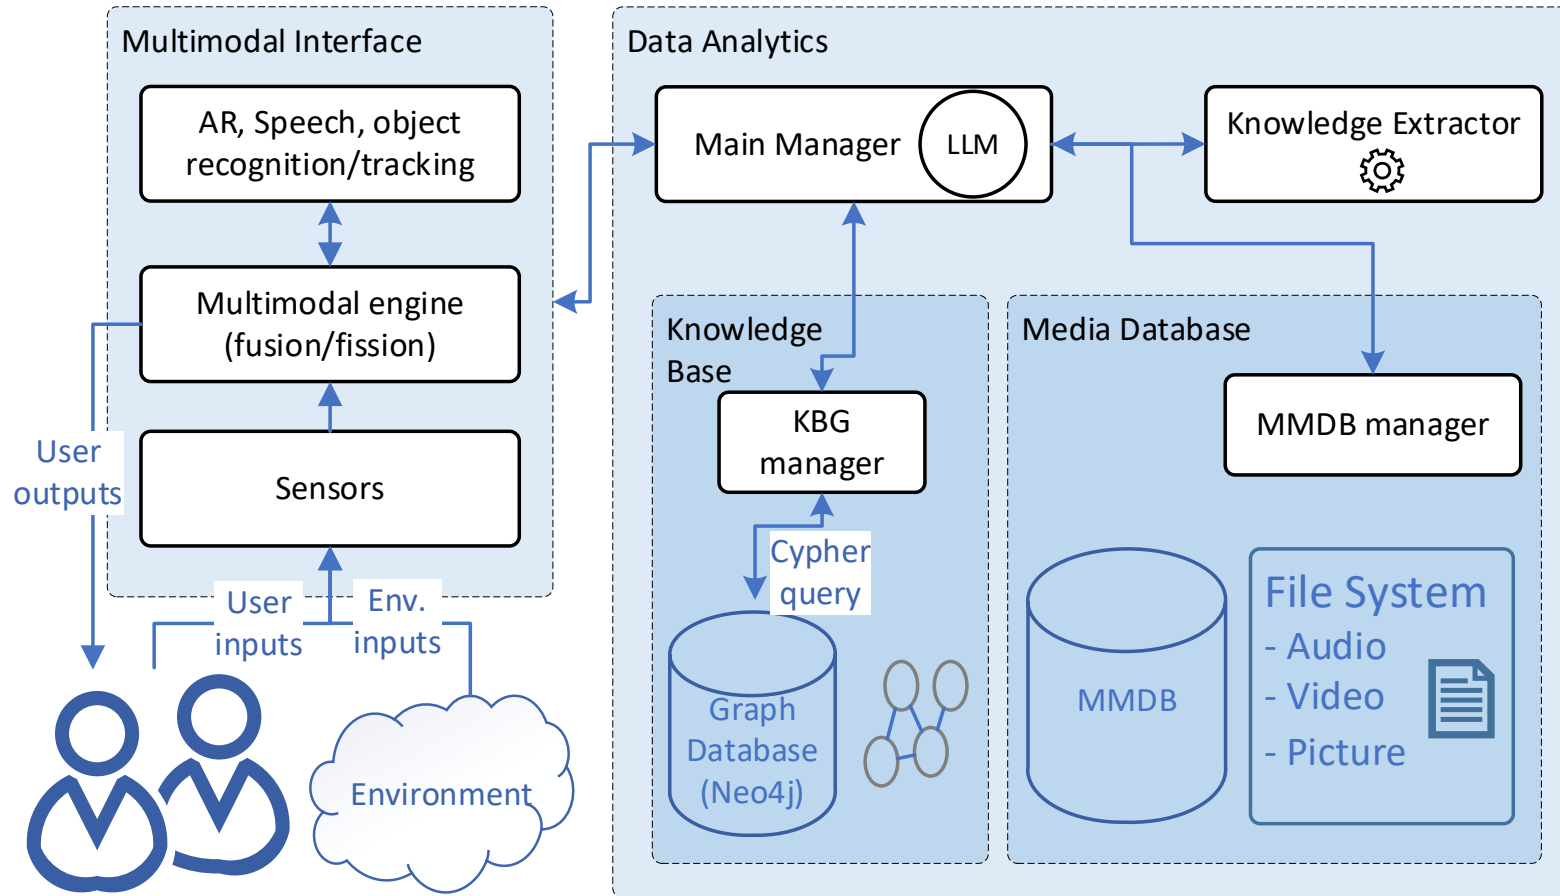 Multimodal Interface
AR, Speech, object
recognition/tracking
Multimodal engine
(fusion/fission)
Sensors
User
outputs
User
inputs
Env.
inputs
Environment
Data Analytics
Main Manager
LLM
Knowledge Extractor
Knowledge
Base
KBG
manager
Cypher
query
Graph
Database
(Neo4j)
Media Database
MMDB manager
MMDB
File System
- Audio
- Video
- Picture